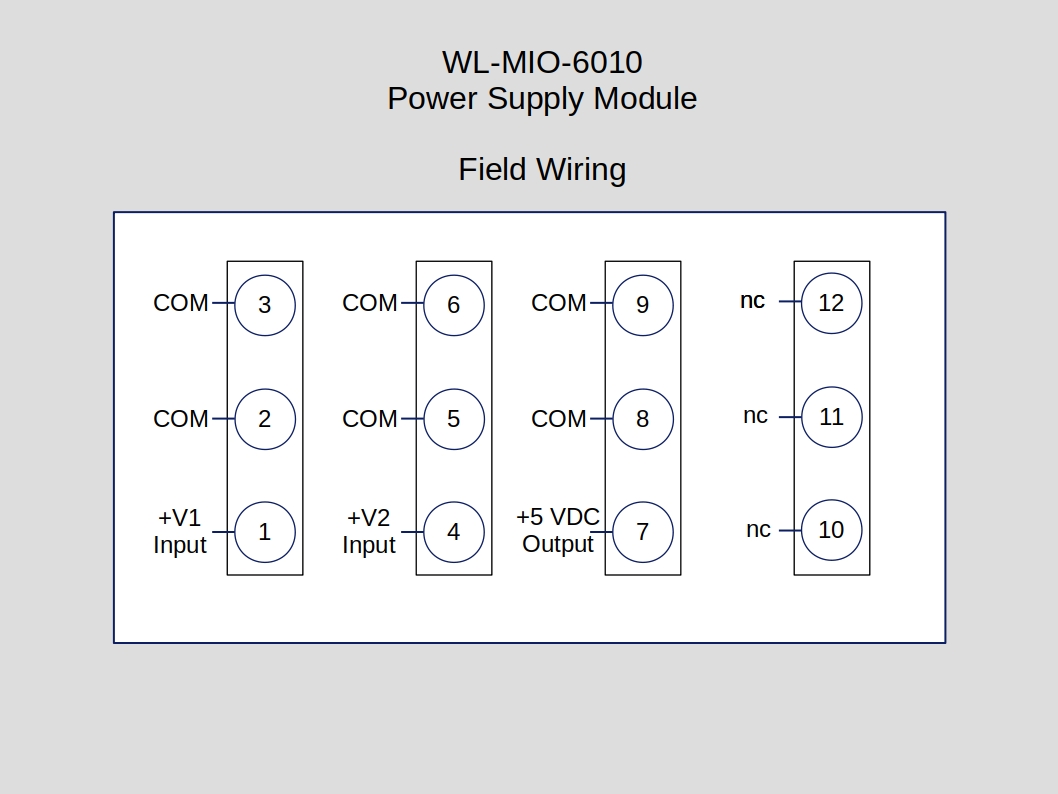 WL-MIO-6010
Power Supply Module
Field Wiring
COM 3 COM 6 COM 9 nc 12
COM 2 COM 5 COM 8 nc 11
+V1
Input 1
+V2
Input 4
+5 VDC
Output 7
nc 10